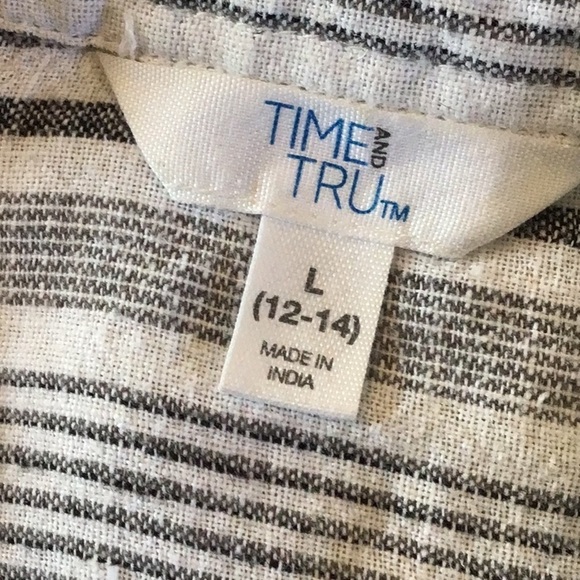 TIME AND
TRU™
L
(12-14)
MADE IN
INDIA